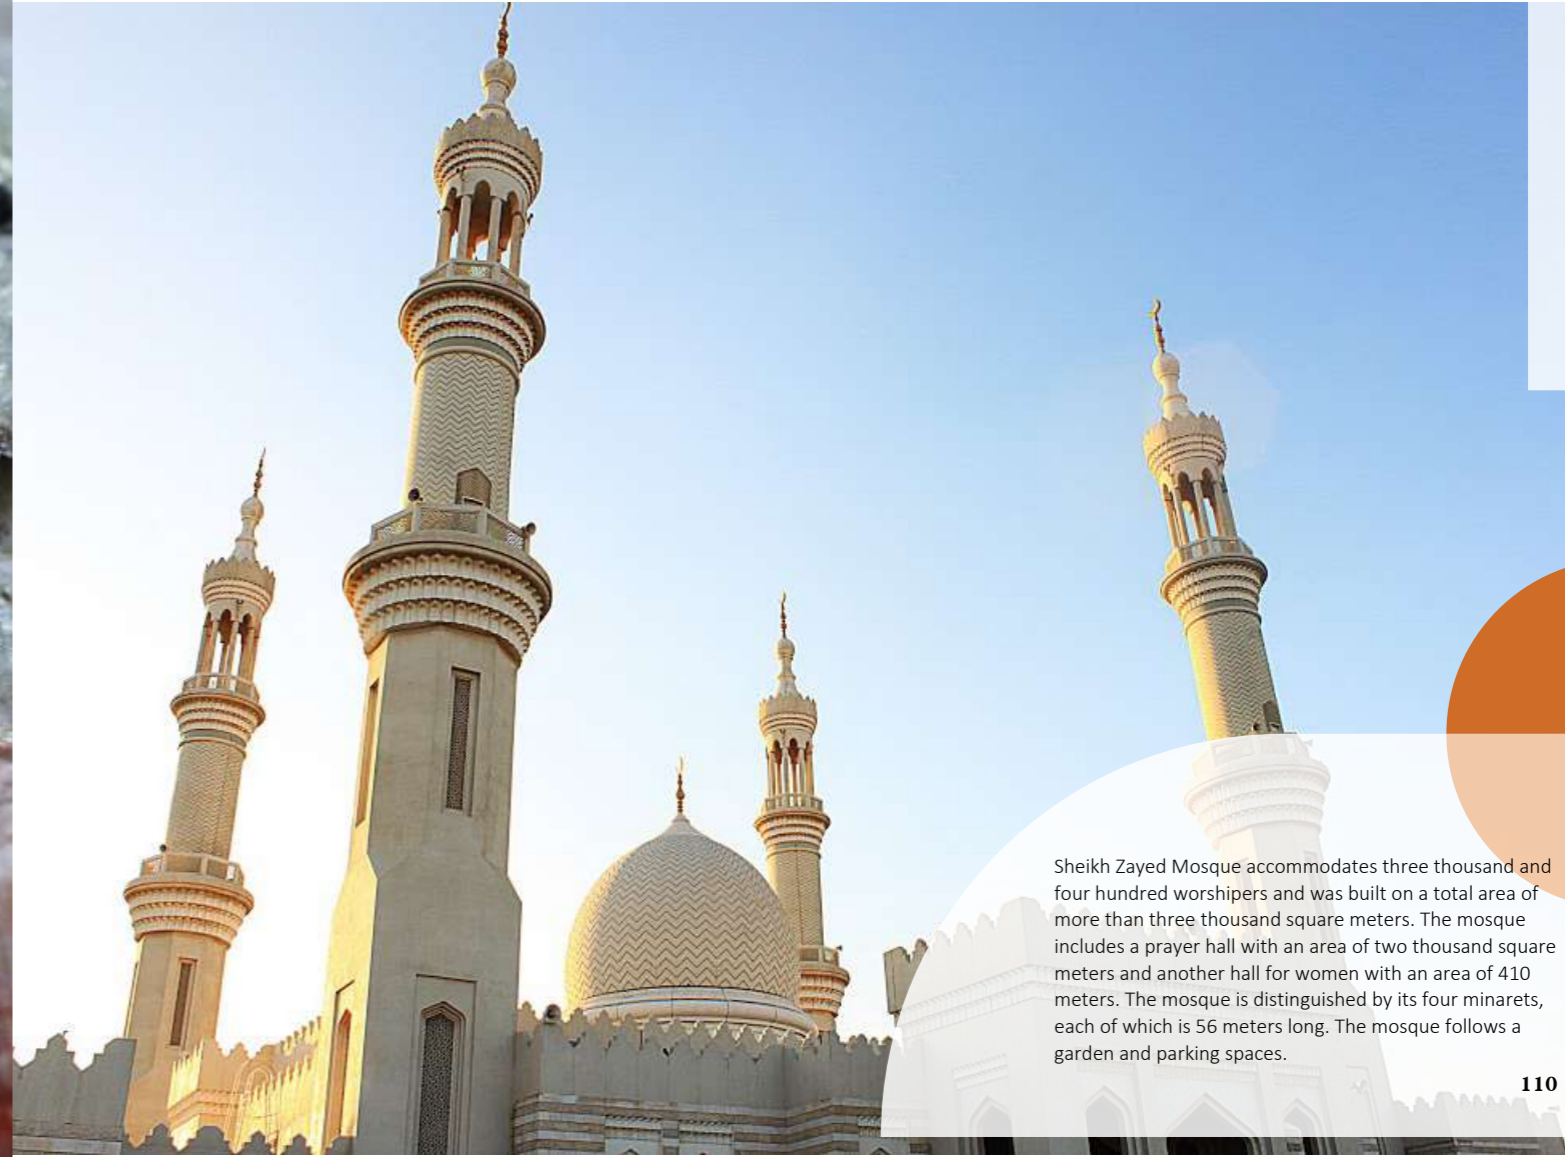 Sheikh Zayed Mosque accommodates three thousand and
four hundred worshipers and was built on a total area of
more than three thousand square meters. The mosque
includes a prayer hall with an area of two thousand square
meters and another hall for women with an area of 410
meters. The mosque is distinguished by its four minarets,
each of which is 56 meters long. The mosque follows a
garden and parking spaces.
110